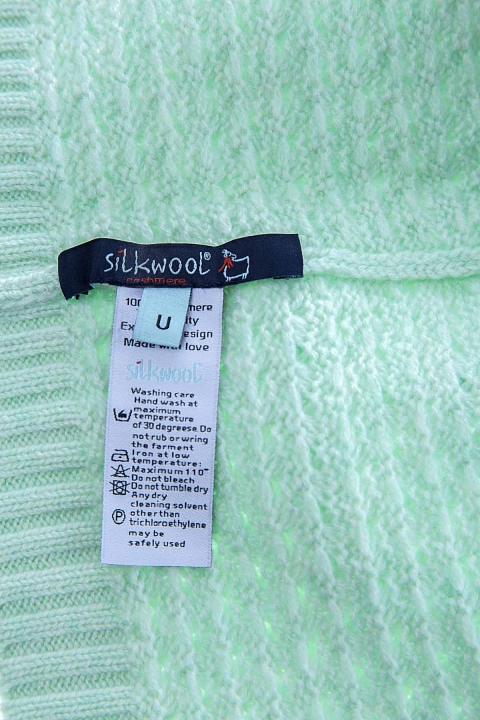 silkwool®
cashmere
U
Made with love
silkwool
Washing care
Hand wash at
maximum
temperature
of 30 degreese. Do
not rub or wring
the farment
Iron at low
temperature:
Maximum 110°
Do not bleach
Do not tumble dry
Any dry
cleaning solvent
other than
P
trichloroethylene
may be
safely used